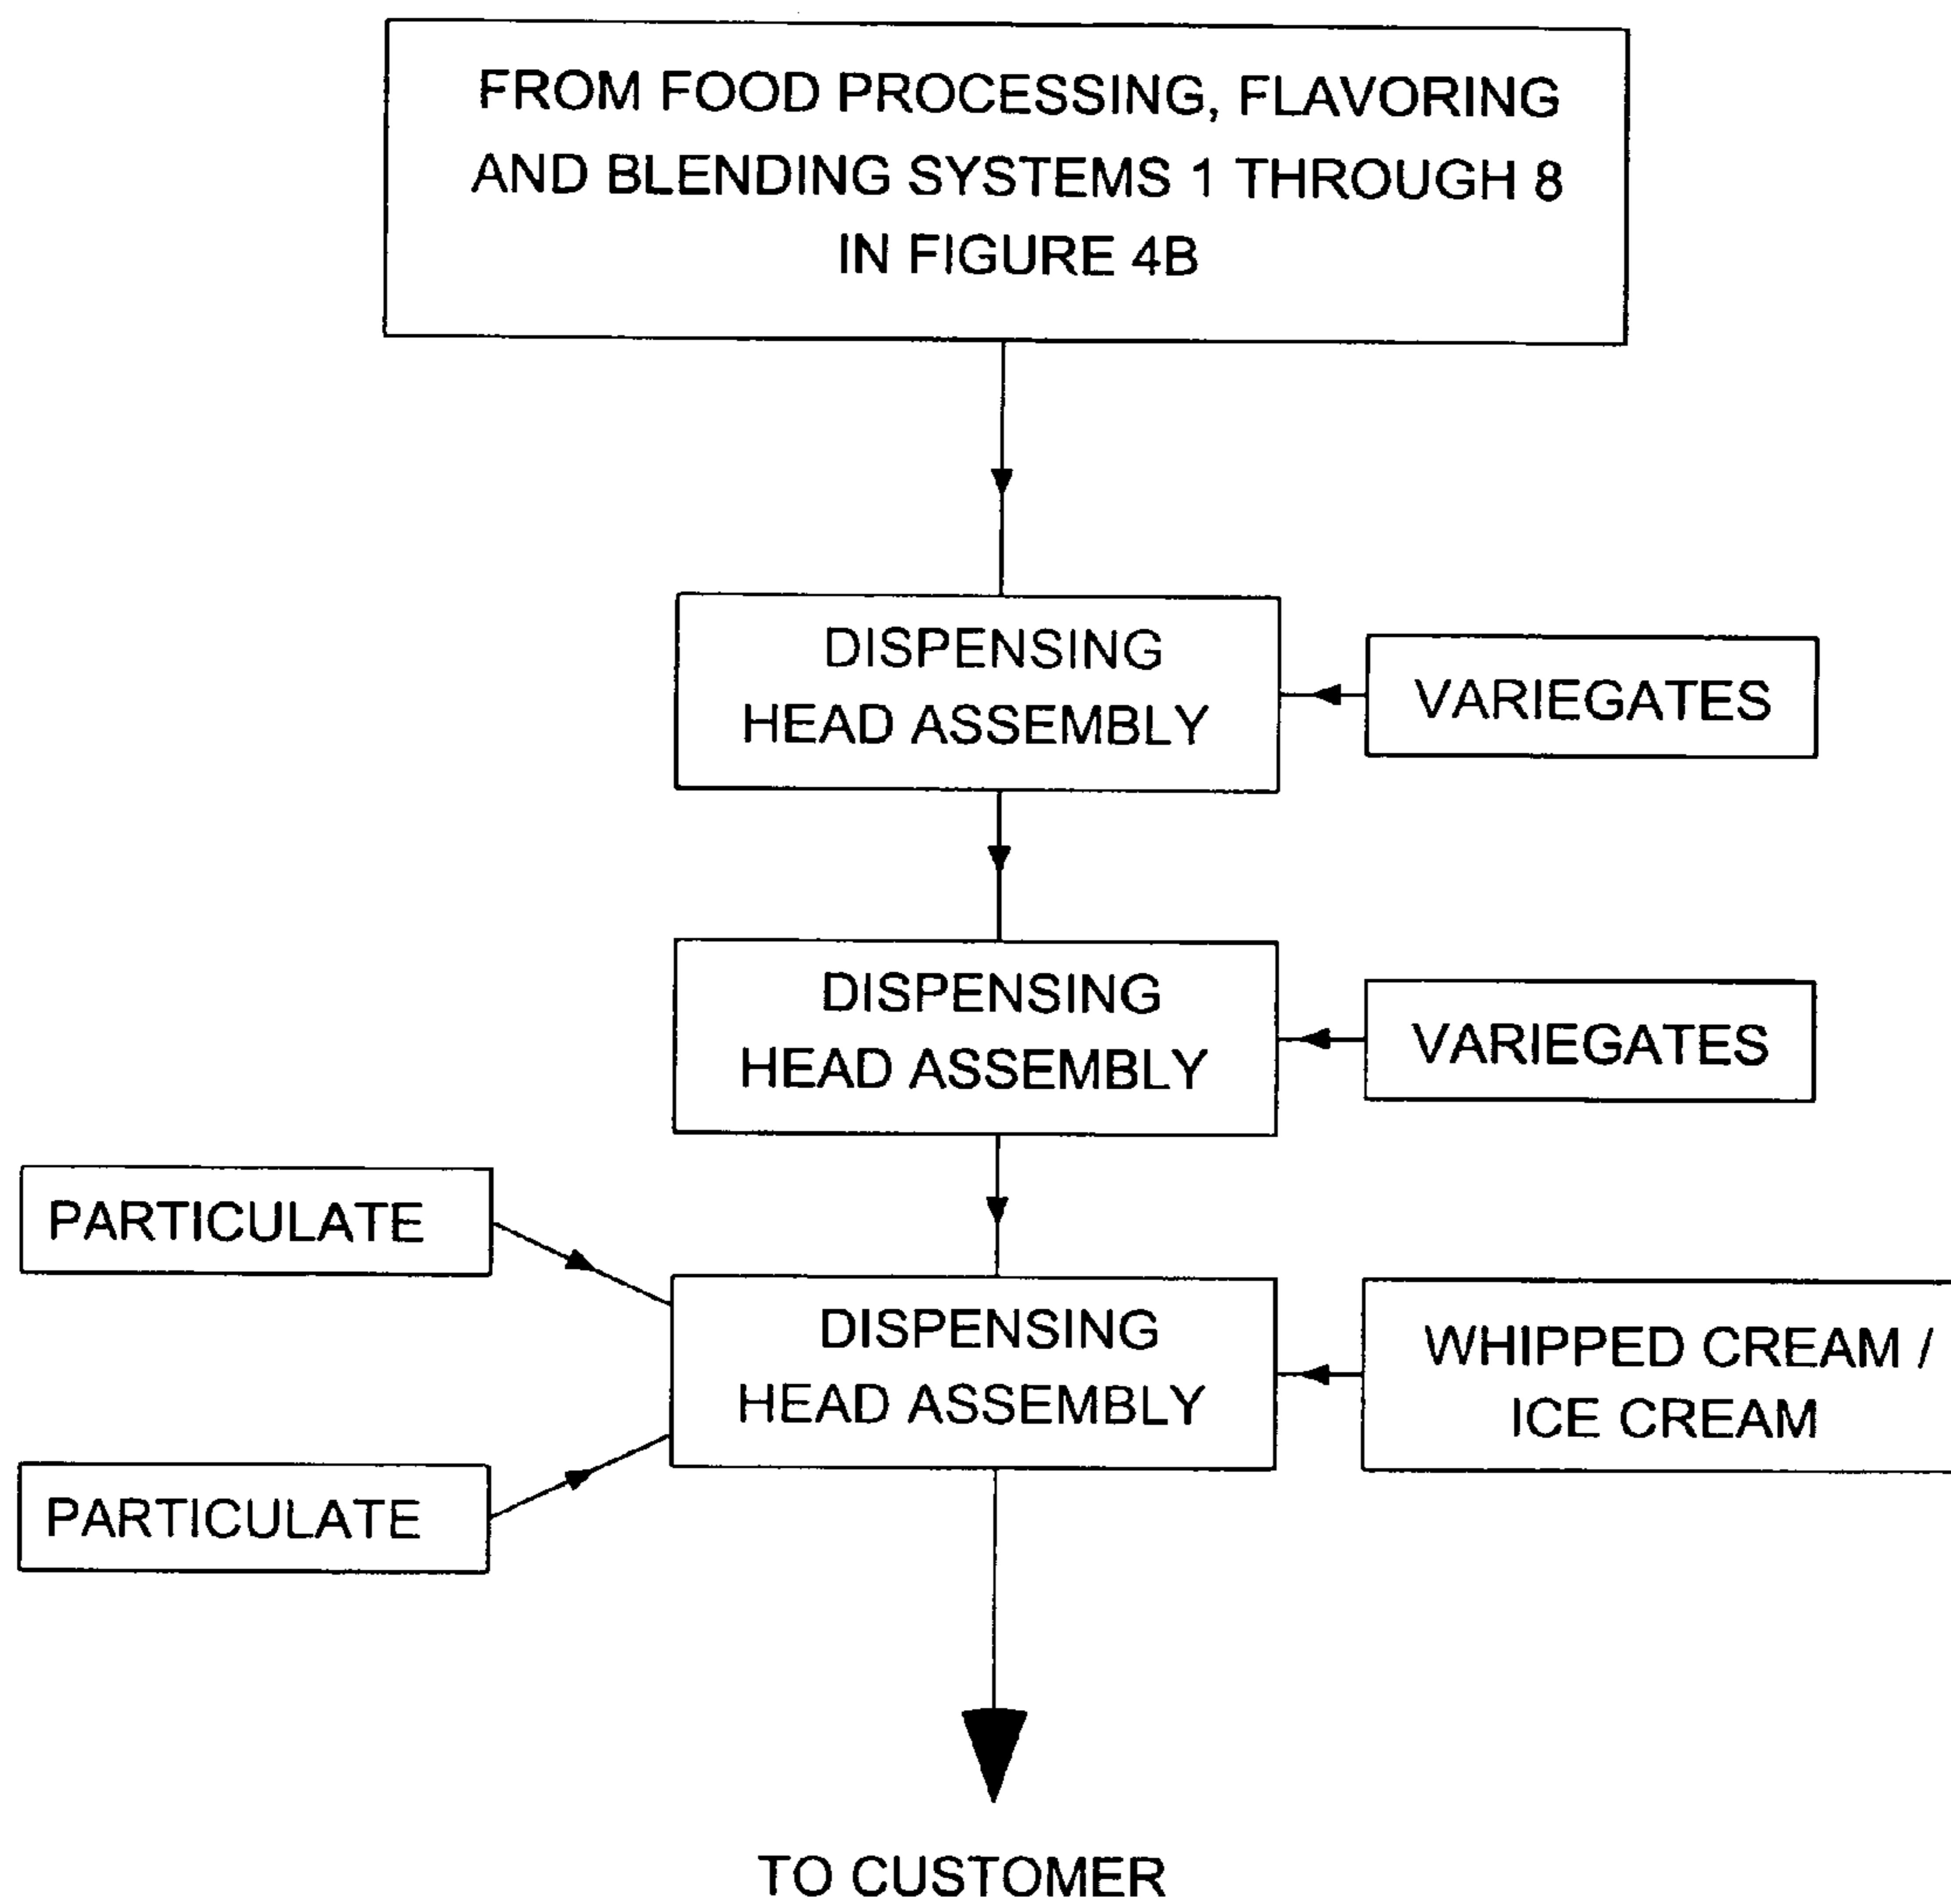 FROM FOOD PROCESSING, FLAVORING
AND BLENDING SYSTEMS 1 THROUGH 8
IN FIGURE 4B
DISPENSING
HEAD ASSEMBLY
VARIEGATES
DISPENSING
HEAD ASSEMBLY
VARIEGATES
PARTICULATE
DISPENSING
HEAD ASSEMBLY
WHIPPED CREAM /
ICE CREAM
PARTICULATE
TO CUSTOMER